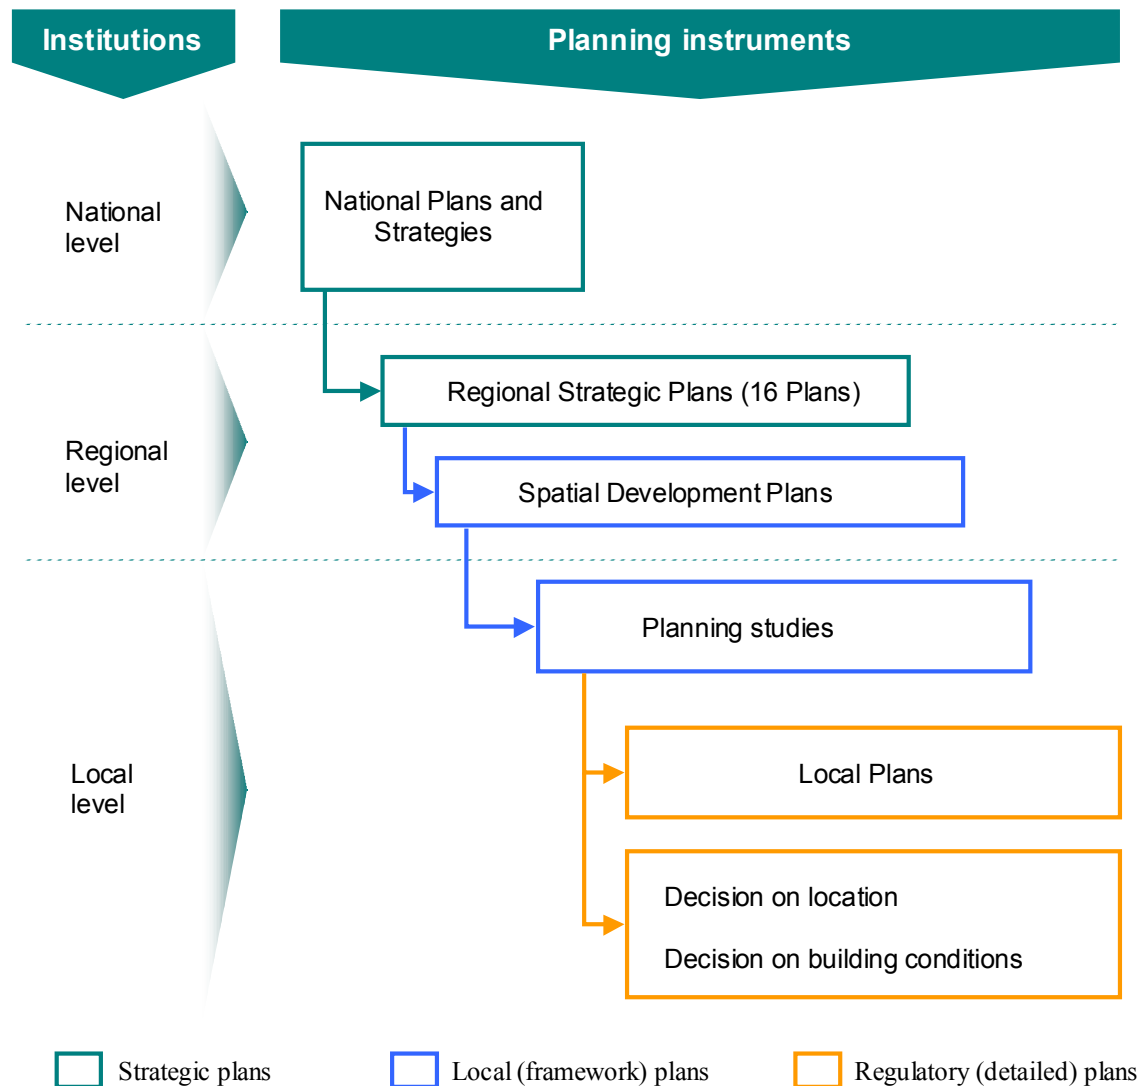 Institutions
Planning instruments
National
level
National Plans and
Strategies
Regional
level
Regional Strategic Plans (16 Plans)
Spatial Development Plans
Local
level
Planning studies
Local Plans
Decision on location
Decision on building conditions
Strategic plans
Local (framework) plans
Regulatory (detailed) plans